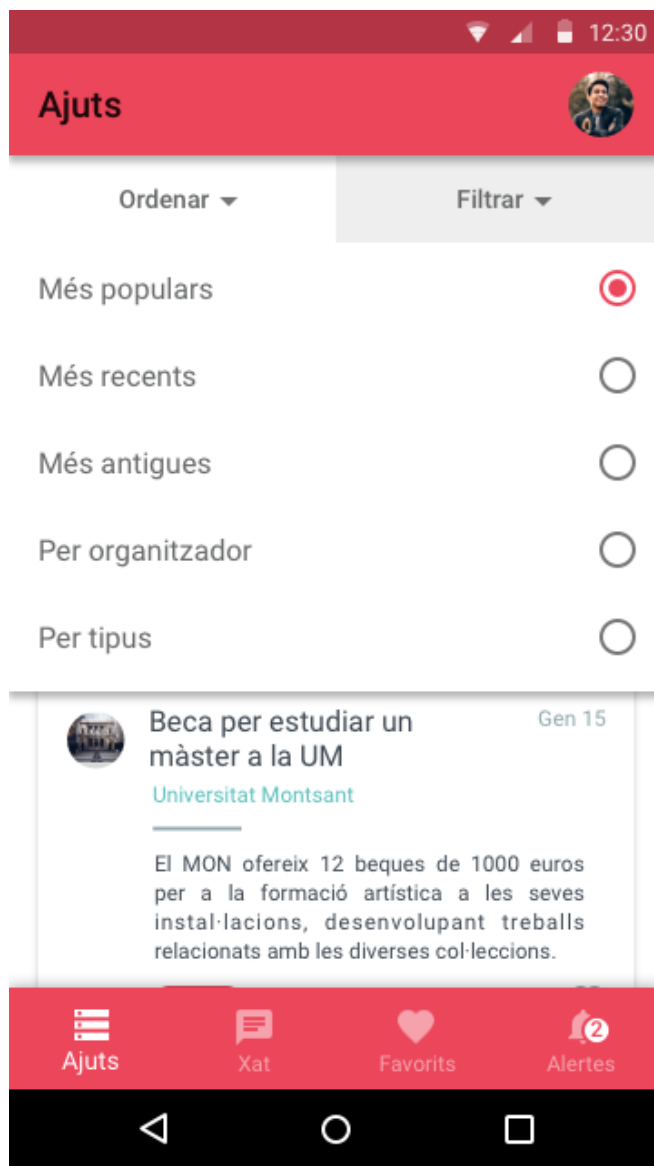 12:30
Ajuts
Ordenar
Filtrar
Més populars
Més recents
Més antigues
Per organitzador
Per tipus
Beca per estudiar un
màster a la UM
Gen 15
Universitat Montsant
El MON ofereix 12 beques de 1000 euros
per a la formació artística a les seves
instal·lacions, desenvolupant treballs
relacionats amb les diverses col·leccions.
2
Ajuts
Xat
Favorits
Alertes